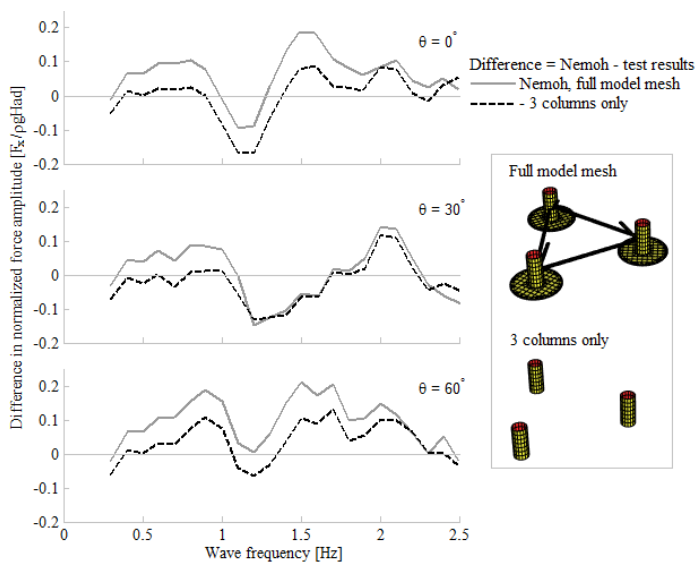 Difference in normalized force amplitude [Fx/ρgHad]
0.2
0.1
0
-0.1
-0.2
θ = 0°
0.2
0.1
0
-0.1
-0.2
θ = 30°
0.2
0.1
0
-0.1
-0.2
θ = 60°
0
0.5
1
1.5
2
2.5
Wave frequency [Hz]
Difference = Nemoh - test results
Nemoh, full model mesh
- 3 columns only
Full model mesh
3 columns only